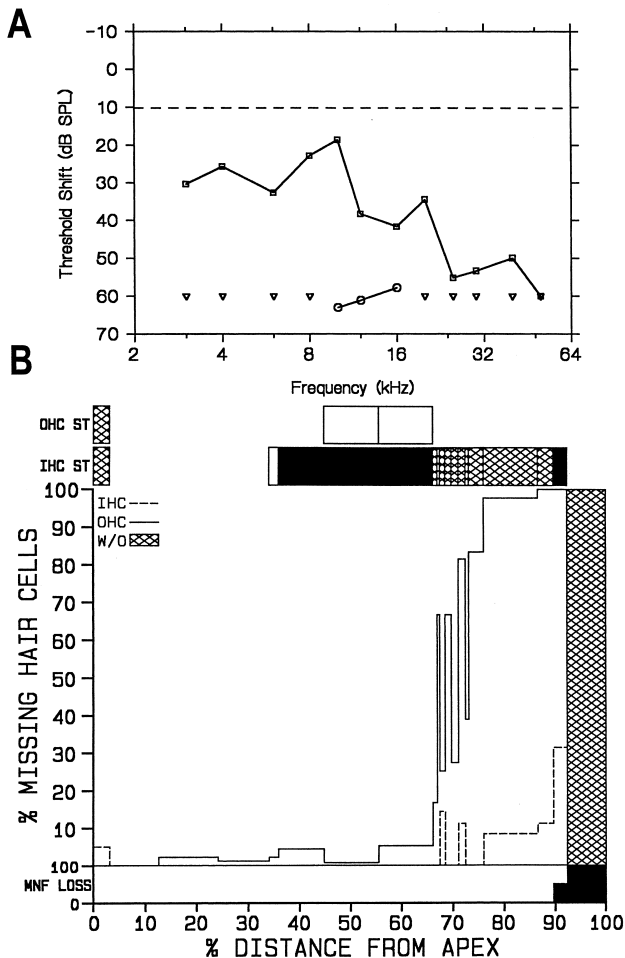 A
-10
0
10
20
30
40
50
60
70
Threshold Shift (dB SPL)
2 4 8 16 32 64
Frequency (kHz)
B
OHC ST
IHC ST
IHC
OHC
W/O
100
90
80
70
60
50
40
30
20
10
% MISSING HAIR CELLS
100
MNF LOSS
0
0 10 20 30 40 50 60 70 80 90 100
% DISTANCE FROM APEX